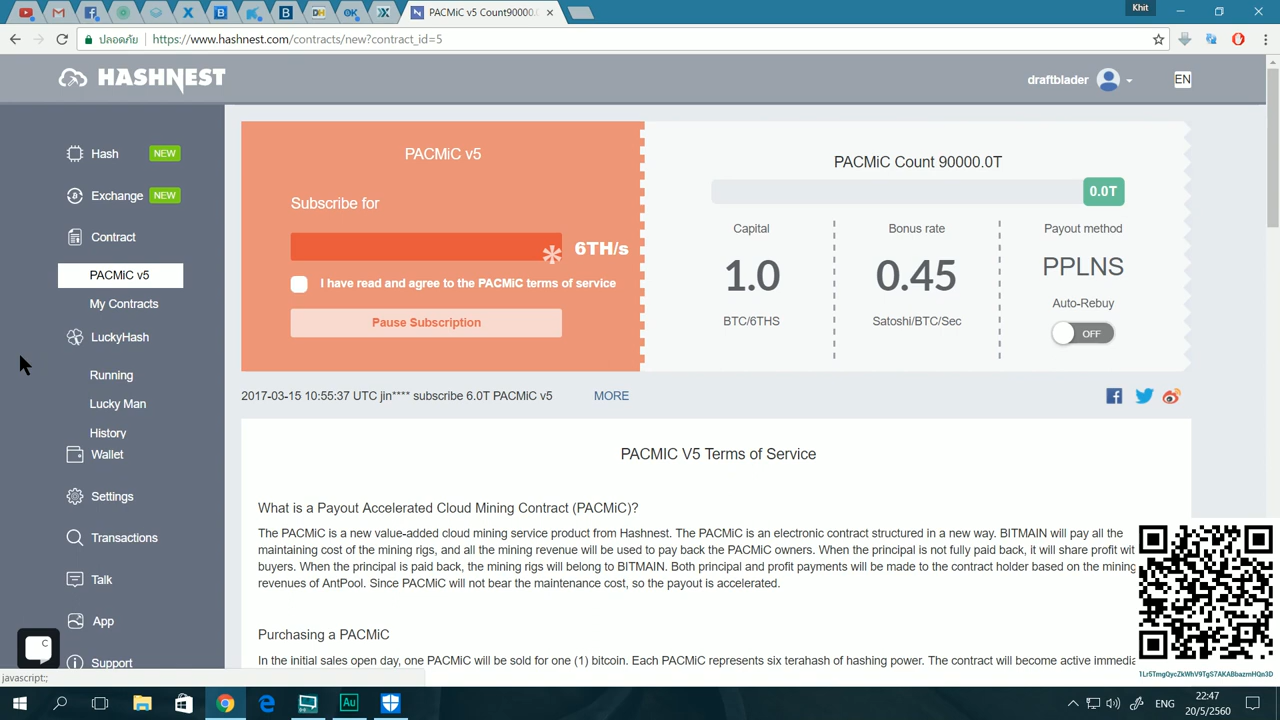 Khit
PACMiC v5 Count90000.0
ปลอดภัย
https://www.hashnest.com/contracts/new?contract_id=5
HASHNEST
draftblader
EN
Hash NEW
Exchange NEW
Contract
PACMiC v5
My Contracts
LuckyHash
Running
Lucky Man
History
Wallet
Settings
Transactions
Talk
App
Support
PACMiC v5
Subscribe for
* 6TH/s
I have read and agree to the PACMiC terms of service
Pause Subscription
PACMiC Count 90000.0T
0.0T
Capital
1.0
BTC/6THS
Bonus rate
0.45
Satoshi/BTC/Sec
Payout method
PPLNS
Auto-Rebuy
OFF
2017-03-15 10:55:37 UTC jin**** subscribe 6.0T PACMiC v5 MORE
PACMIC V5 Terms of Service
What is a Payout Accelerated Cloud Mining Contract (PACMiC)?
The PACMiC is a new value-added cloud mining service product from Hashnest. The PACMiC is an electronic contract structured in a new way. BITMAIN will pay all the
maintaining cost of the mining rigs, and all the mining revenue will be used to pay back the PACMiC owners. When the principal is not fully paid back, it will share profit wit
buyers. When the principal is paid back, the mining rigs will belong to BITMAIN. Both principal and profit payments will be made to the contract holder based on the mining
revenues of AntPool. Since PACMiC will not bear the maintenance cost, so the payout is accelerated.
Purchasing a PACMiC
In the initial sales open day, one PACMiC will be sold for one (1) bitcoin. Each PACMiC represents six terahash of hashing power. The contract will become active immedia
javascript:;
ENG
22:47
20/5/2560